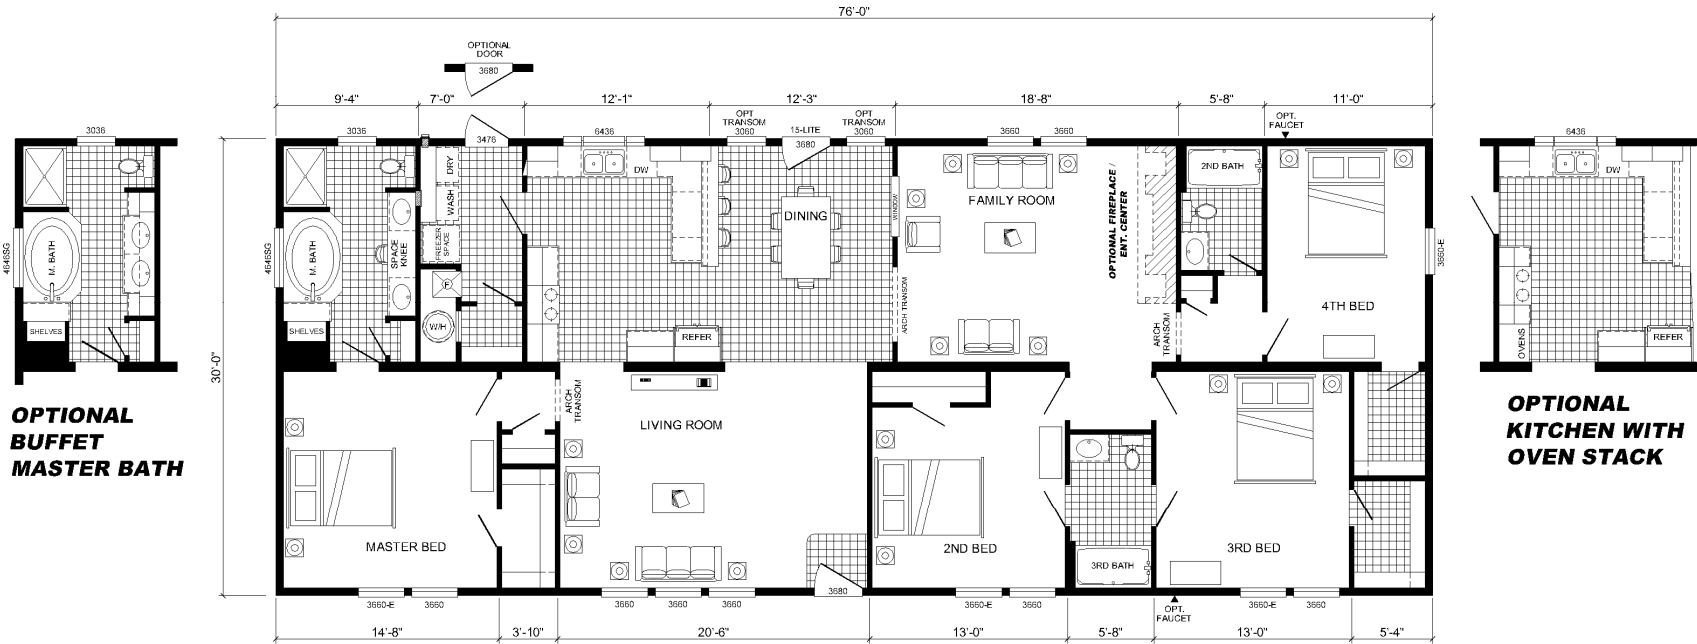 76'-0"
OPTIONAL
DOOR
3680
9'-4"
7'-0"
12'-1"
12'-3"
18'-8"
5'-8"
11'-0"
OPT
TRANSOM
OPT
TRANSOM
OPT.
FAUCET
3036
3036
3476
6436
3060
15-LITE
3680
3060
3660
3660
6436
DRY
WASH
FREEZER
SPACE
DW
DINING
WINDOW
FAMILY ROOM
OPTIONAL FIREPLACE /
ENT. CENTER
2ND BATH
DW
4646SG
M. BATH
4646SG
M. BATH
KNEE
SPACE
3660-E
F
W/H
ARCH TRANSOM
4TH BED
ARCH
TRANSOM
SHELVES
SHELVES
REFER
OVENS
REFER
30'-0"
OPTIONAL
BUFFET
MASTER BATH
ARCH
TRANSOM
LIVING ROOM
OPTIONAL
KITCHEN WITH
OVEN STACK
MASTER BED
2ND BED
3RD BED
3RD BATH
3660-E
3660
3660
3660
3660
3680
3660-E
3660
OPT.
FAUCET
3660-E
3660
14'-8"
3'-10"
20'-6"
13'-0"
5'-8"
13'-0"
5'-4"